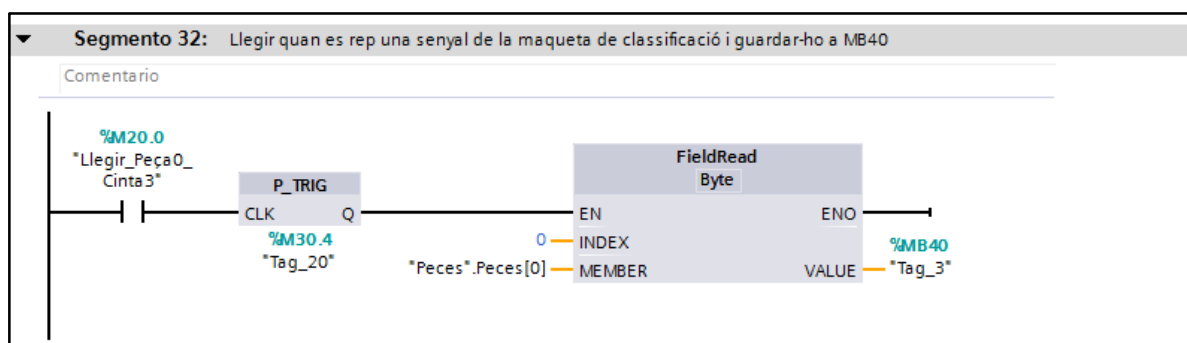 Segmento 32: Llegir quan es rep una senyal de la maqueta de classificació i guardar-ho a MB40
Comentario
%M20.0
"Llegir_Peça0_
Cinta3"
P_TRIG
CLK Q
%M30.4
"Tag_20"
FieldRead
Byte
EN ENO
0 INDEX
"Peces".Peces[0] MEMBER
VALUE
%MB40
"Tag_3"